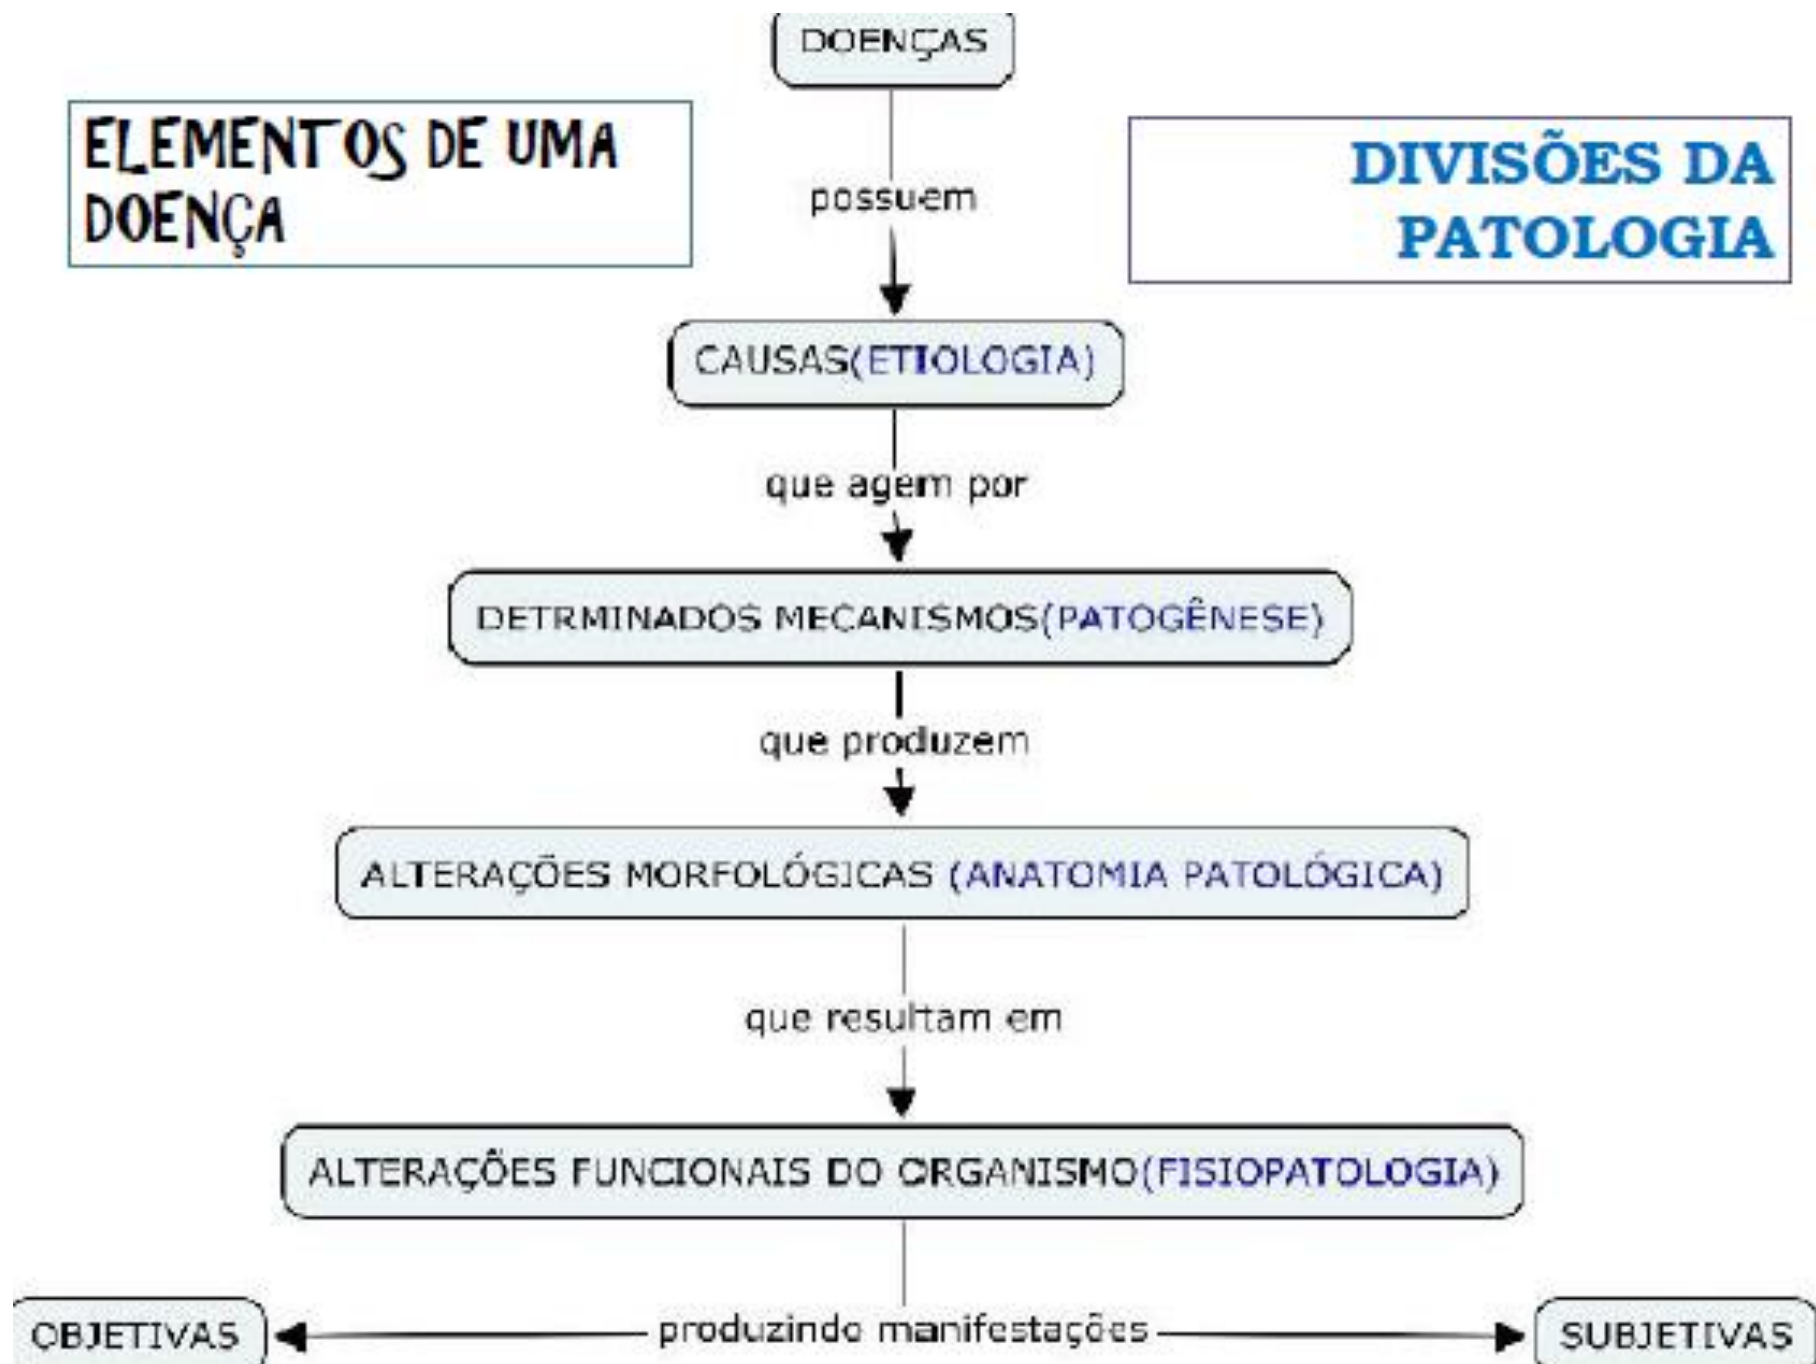 DOENÇAS
ELEMENTOS DE UMA
DOENÇA
DIVISÕES DA
PATOLOGIA
possuem
CAUSAS(ETIOLOGIA)
que agem por
DETRMINADOS MECANISMOS(PATOGÊNESE)
que produzem
ALTERAÇÕES MORFOLÓGICAS (ANATOMIA PATOLÓGICA)
que resultam em
ALTERAÇÕES FUNCIONAIS DO ORGANISMO(FISIOPATOLOGIA)
OBJETIVAS
produzindo manifestações
SUBJETIVAS